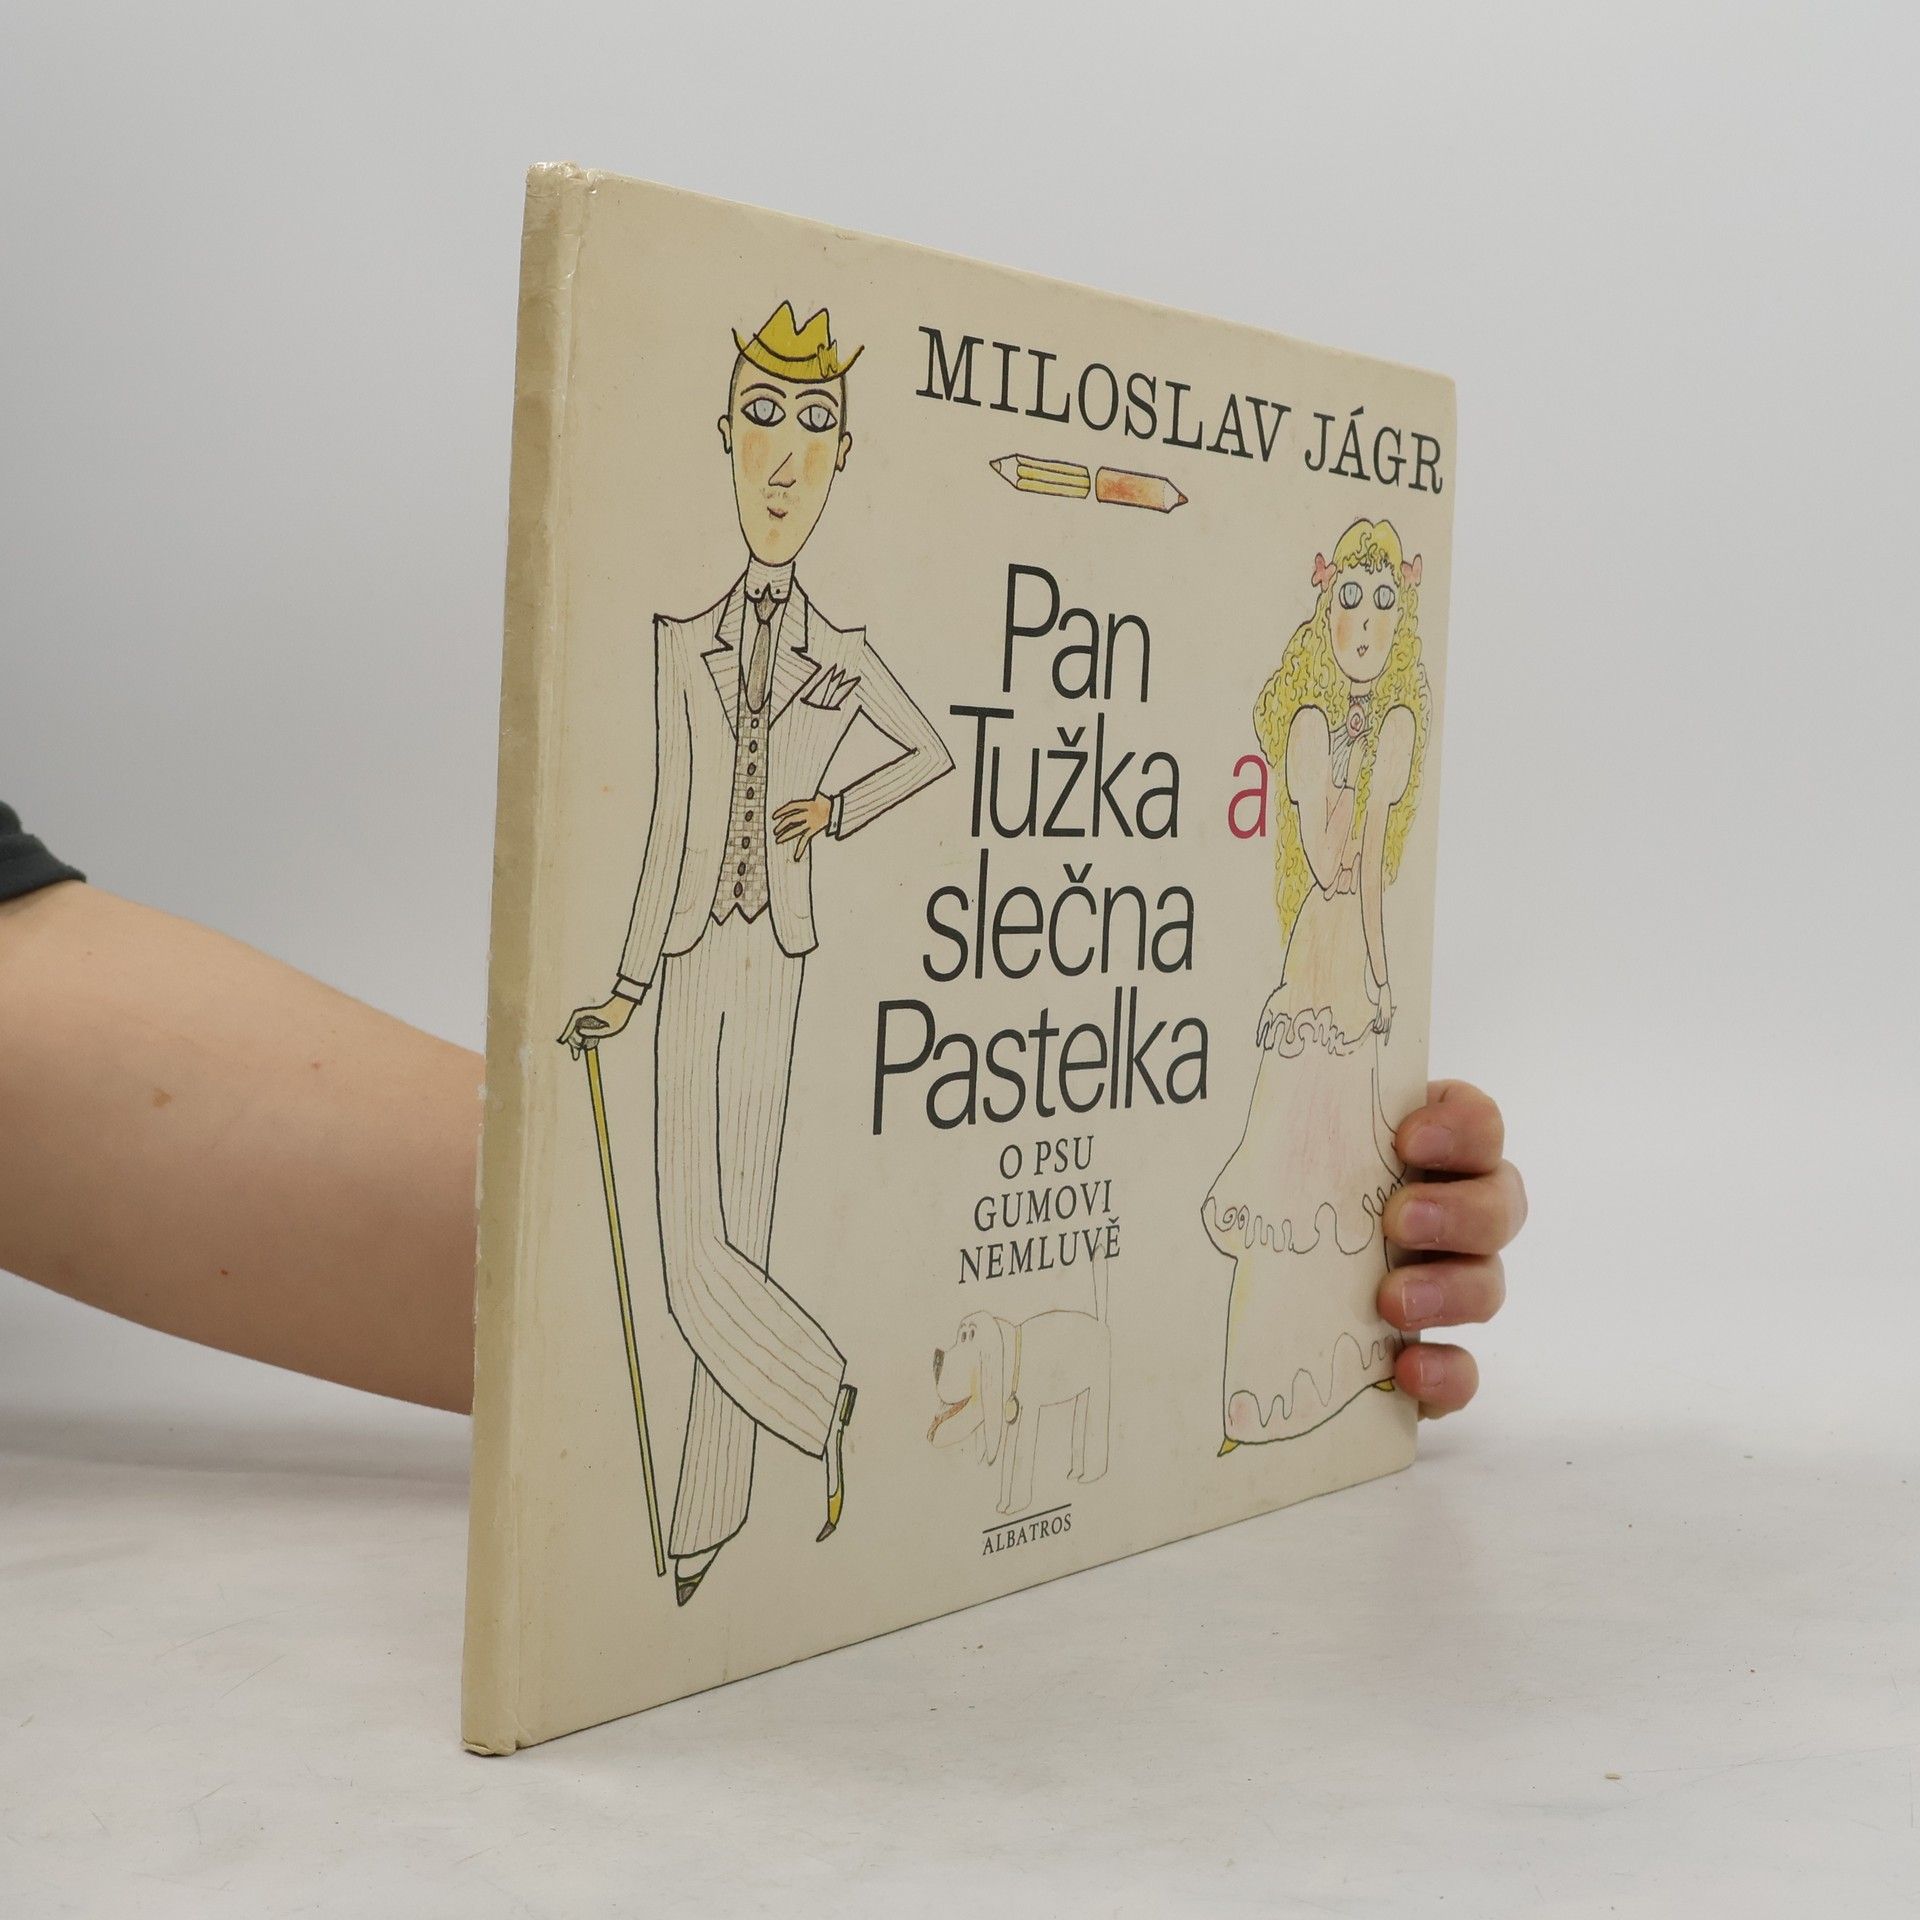 MILOSLAV JÁGR
Pan
Tužka a
slečna
Pastelka
O PSU
GUMOVI
NEMLUVĚ
ALBATROS